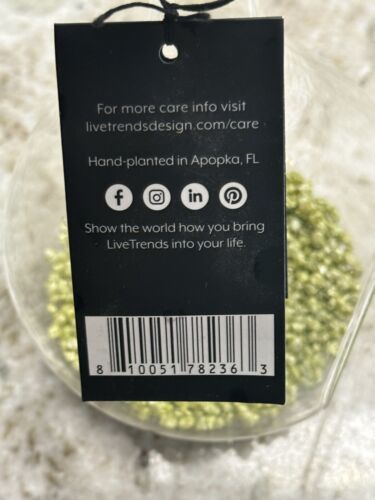 For more care info visit
livetrendsdesign.com/care
Hand-planted in Apopka, FL
f in
Show the world how you bring
LiveTrends into your life.
8 10051 78236 3